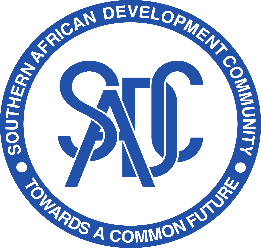 SOUTHERN AFRICAN DEVELOPMENT COMMUNITY
SADC
TOWARDS A COMMON FUTURE